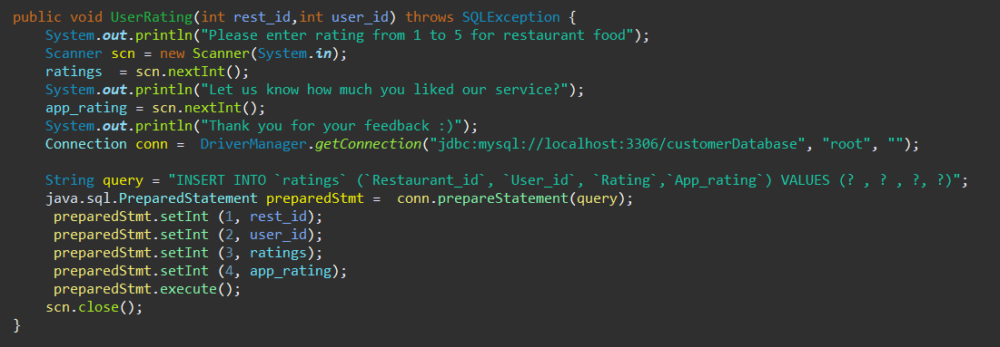 public void UserRating(int rest_id,int user_id) throws SQLException {
    System.out.println("Please enter rating from 1 to 5 for restaurant food");
    Scanner scn = new Scanner(System.in);
    ratings  = scn.nextInt();
    System.out.println("Let us know how much you liked our service?");
    app_rating = scn.nextInt();
    System.out.println("Thank you for your feedback :)");
    Connection conn =  DriverManager.getConnection("jdbc:mysql://localhost:3306/customerDatabase", "root", "");
    String query = "INSERT INTO `ratings` (`Restaurant_id`, `User_id`, `Rating`,`App_rating`) VALUES (? , ? , ?, ?)";
    java.sql.PreparedStatement preparedStmt =  conn.prepareStatement(query);
     preparedStmt.setInt (1, rest_id);
     preparedStmt.setInt (2, user_id);
     preparedStmt.setInt (3, ratings);
     preparedStmt.setInt (4, app_rating);
     preparedStmt.execute();
    scn.close();
}